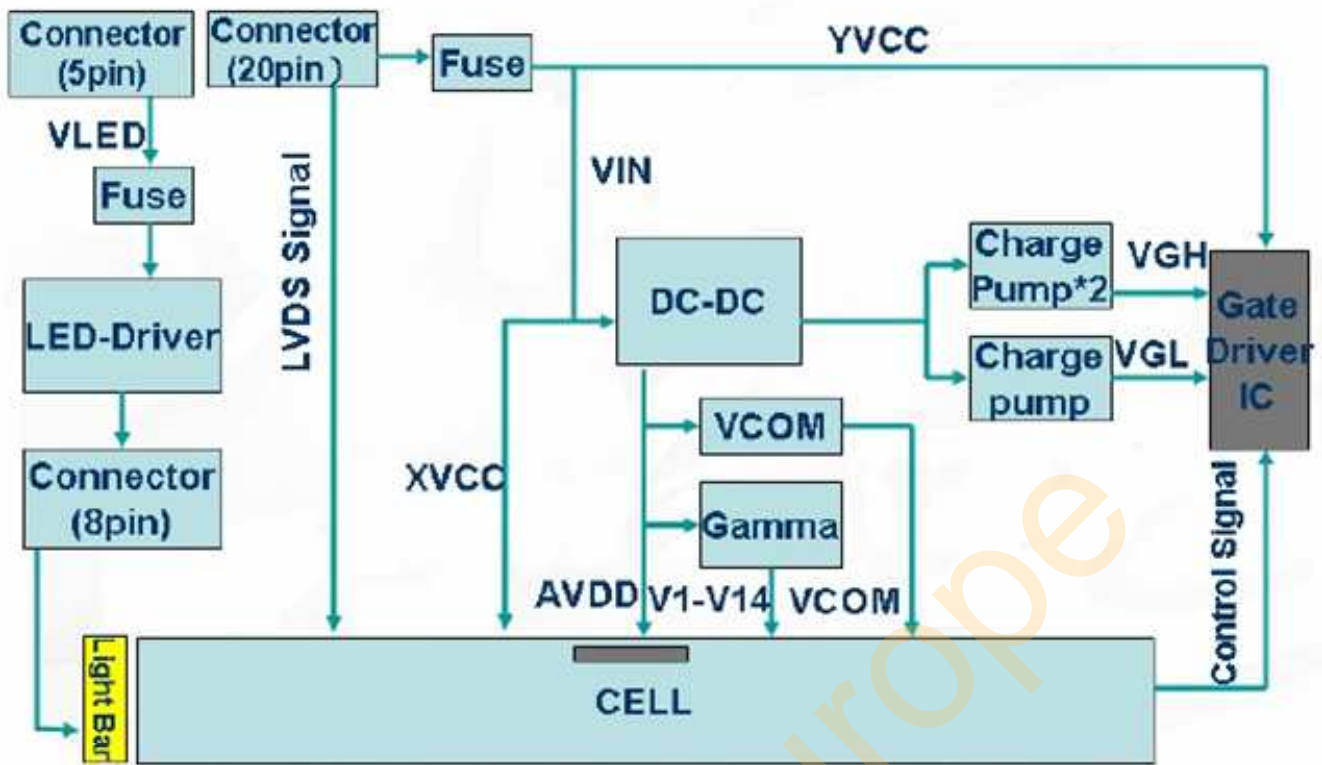 Connector
(5pin)
Connector
(20pin)
Fuse
YVCC
VLED
Fuse
LVDS Signal
VIN
LED-Driver
DC-DC
Charge
Pump*2
VGH
Charge
pump
VGL
Gate
Driver
IC
Connector
(8pin)
XVCC
VCOM
Gamma
AVDD
V1-V14
VCOM
Control Signal
Light Bar
CELL